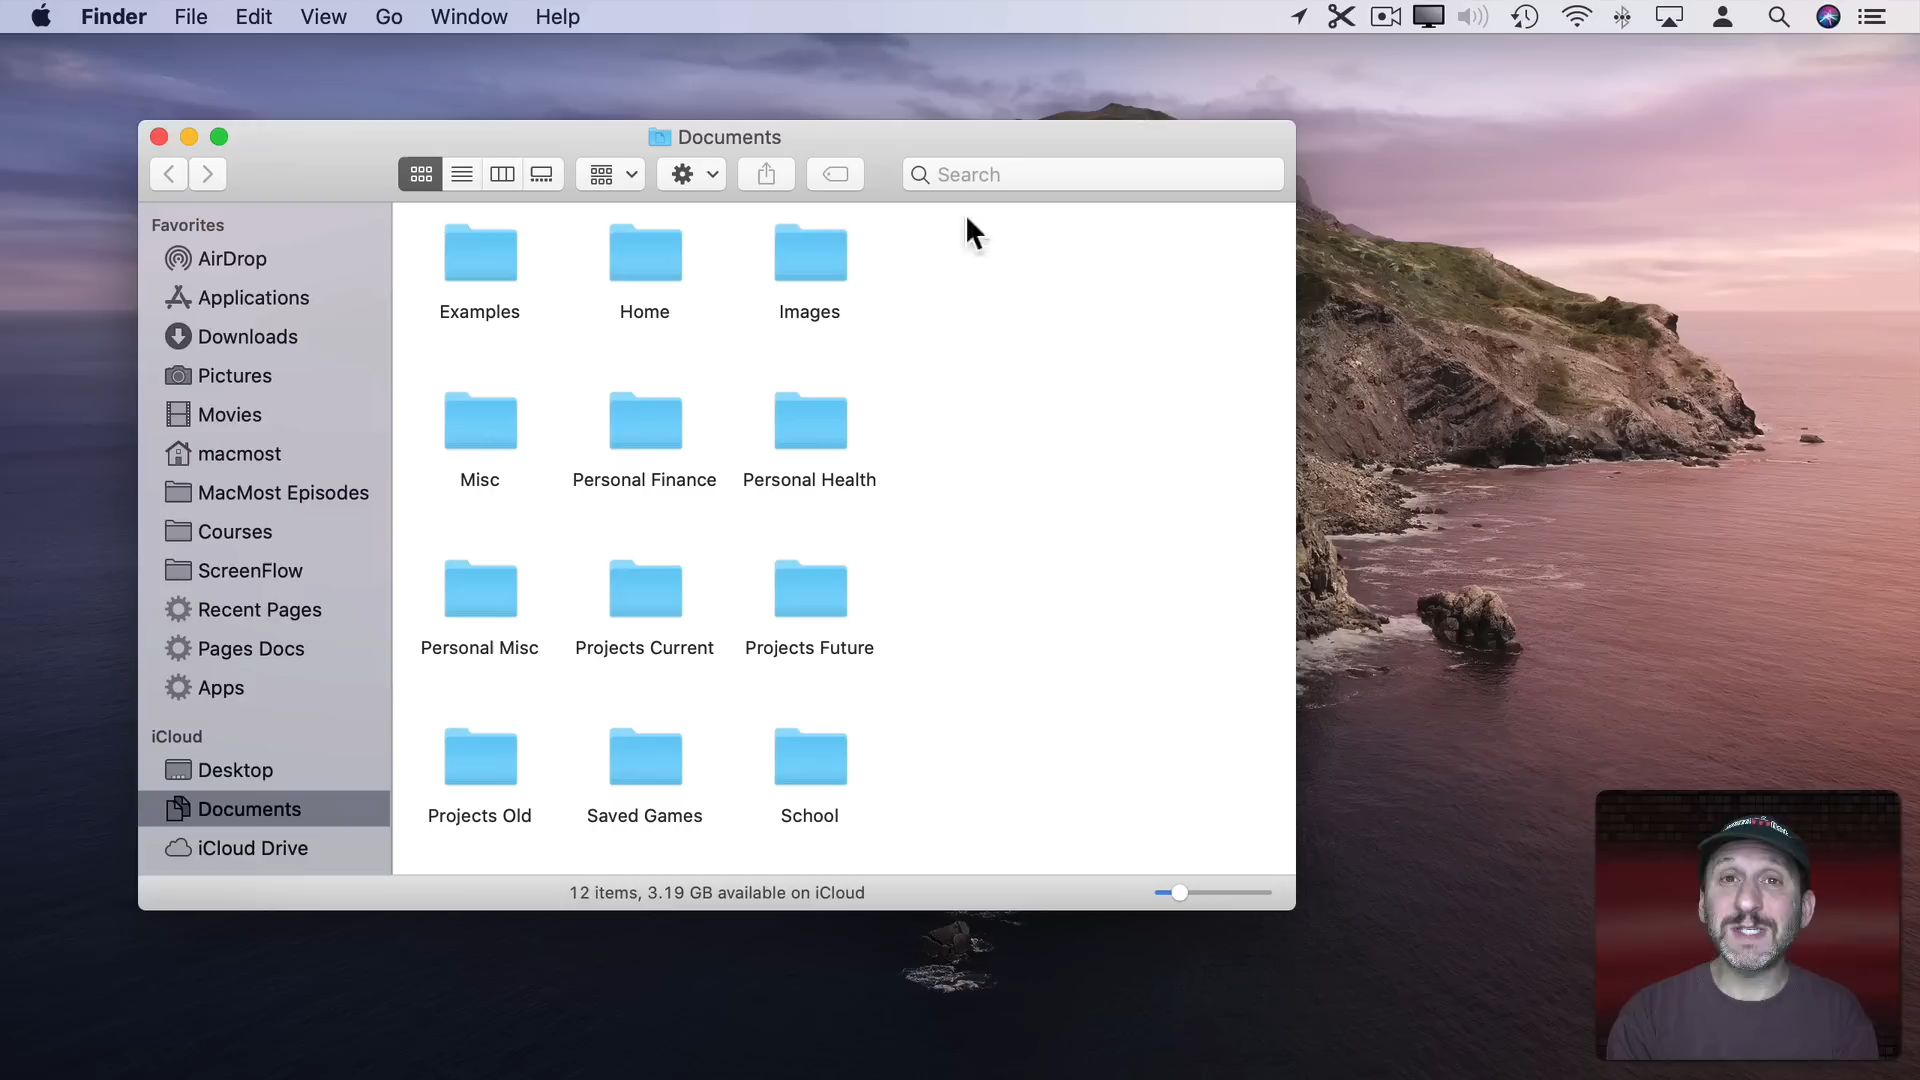 Finder File Edit View Go Window Help
Documents
Search
Favorites
AirDrop
Applications
Downloads
Pictures
Movies
macmost
MacMost Episodes
Courses
ScreenFlow
Recent Pages
Pages Docs
Apps
iCloud
Desktop
Documents
iCloud Drive
Examples Home Images
Misc Personal Finance Personal Health
Personal Misc Projects Current Projects Future
Projects Old Saved Games School
12 items, 3.19 GB available on iCloud